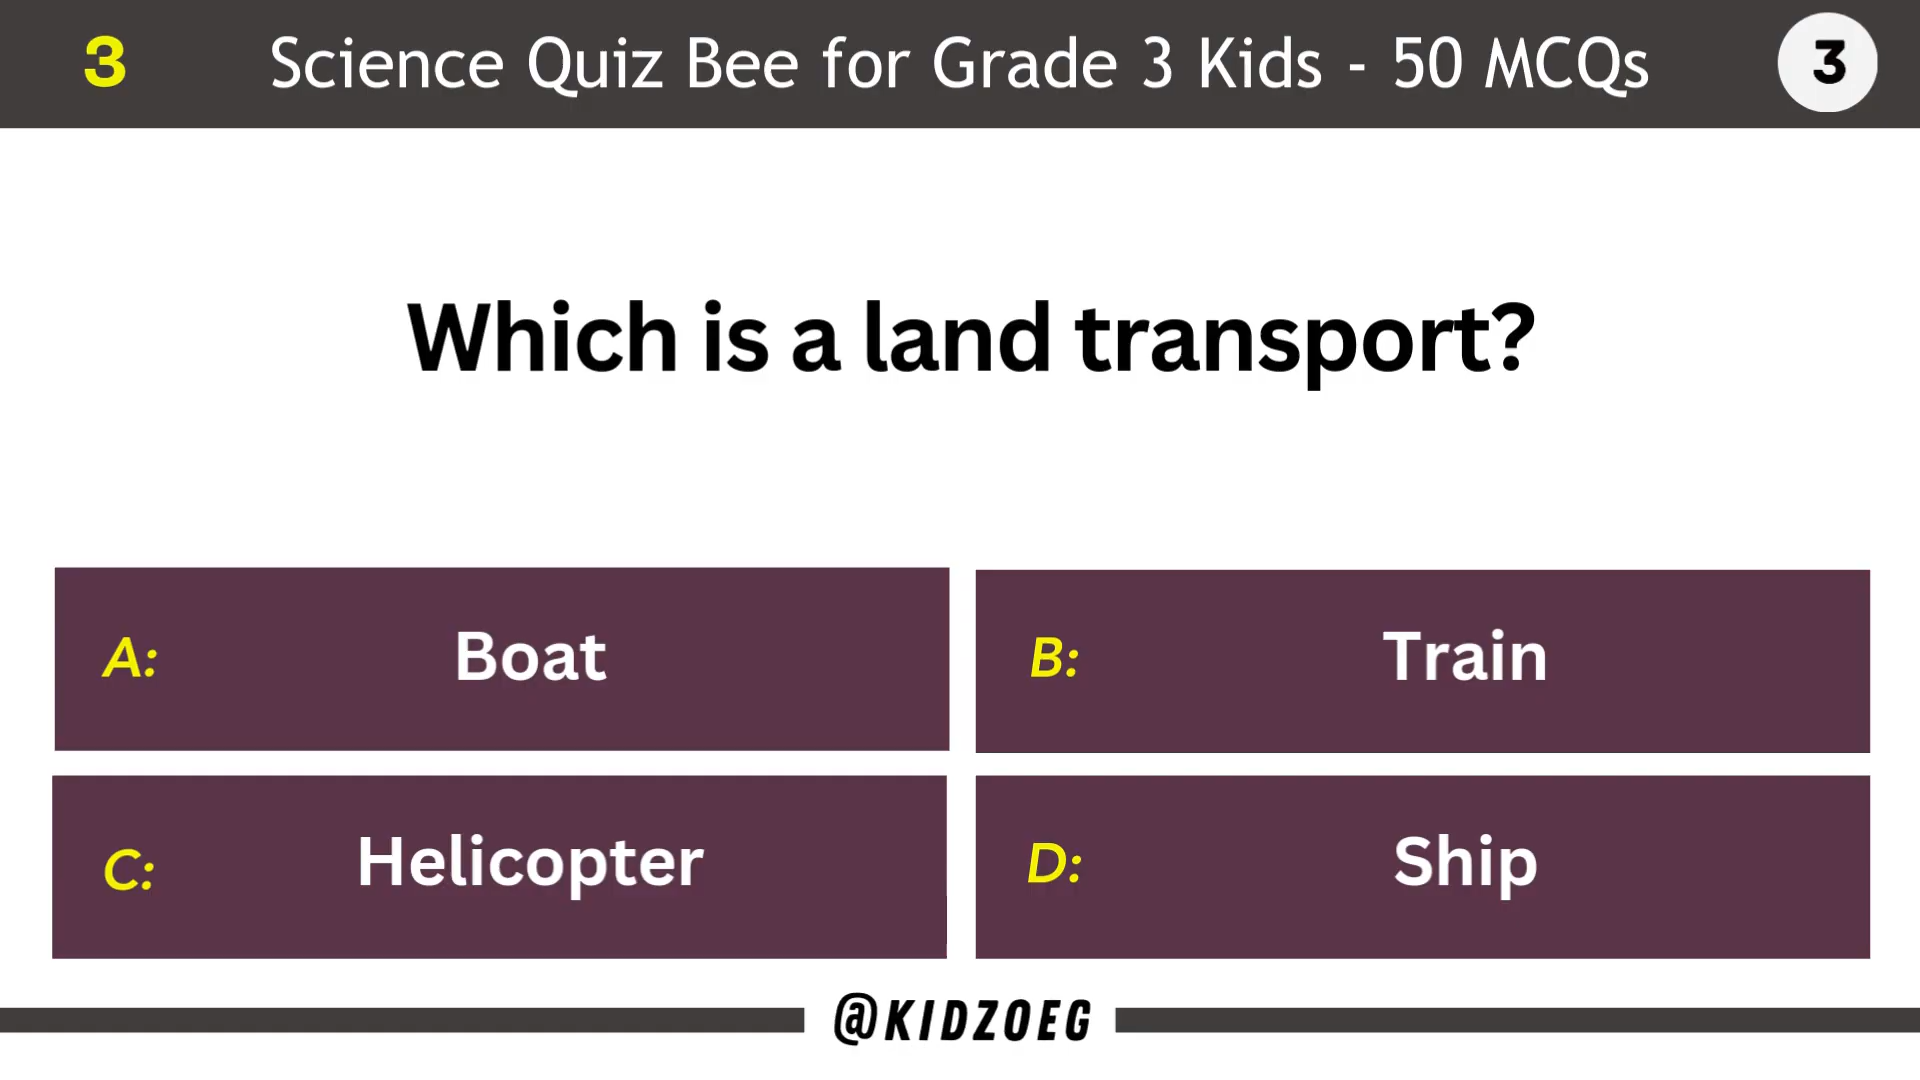 3 Science Quiz Bee for Grade 3 Kids - 50 MCQs 3
Which is a land transport?
A: Boat
B: Train
C: Helicopter
D: Ship
@KIDZOEG